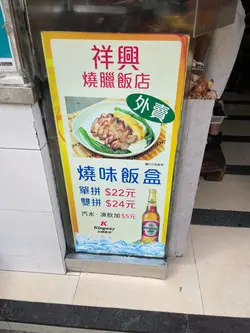 祥興
燒臘飯店
外賣
燒味飯盒
單拼 $22元
雙拼 $24元
汽水、凍飲加$5元
Kingway